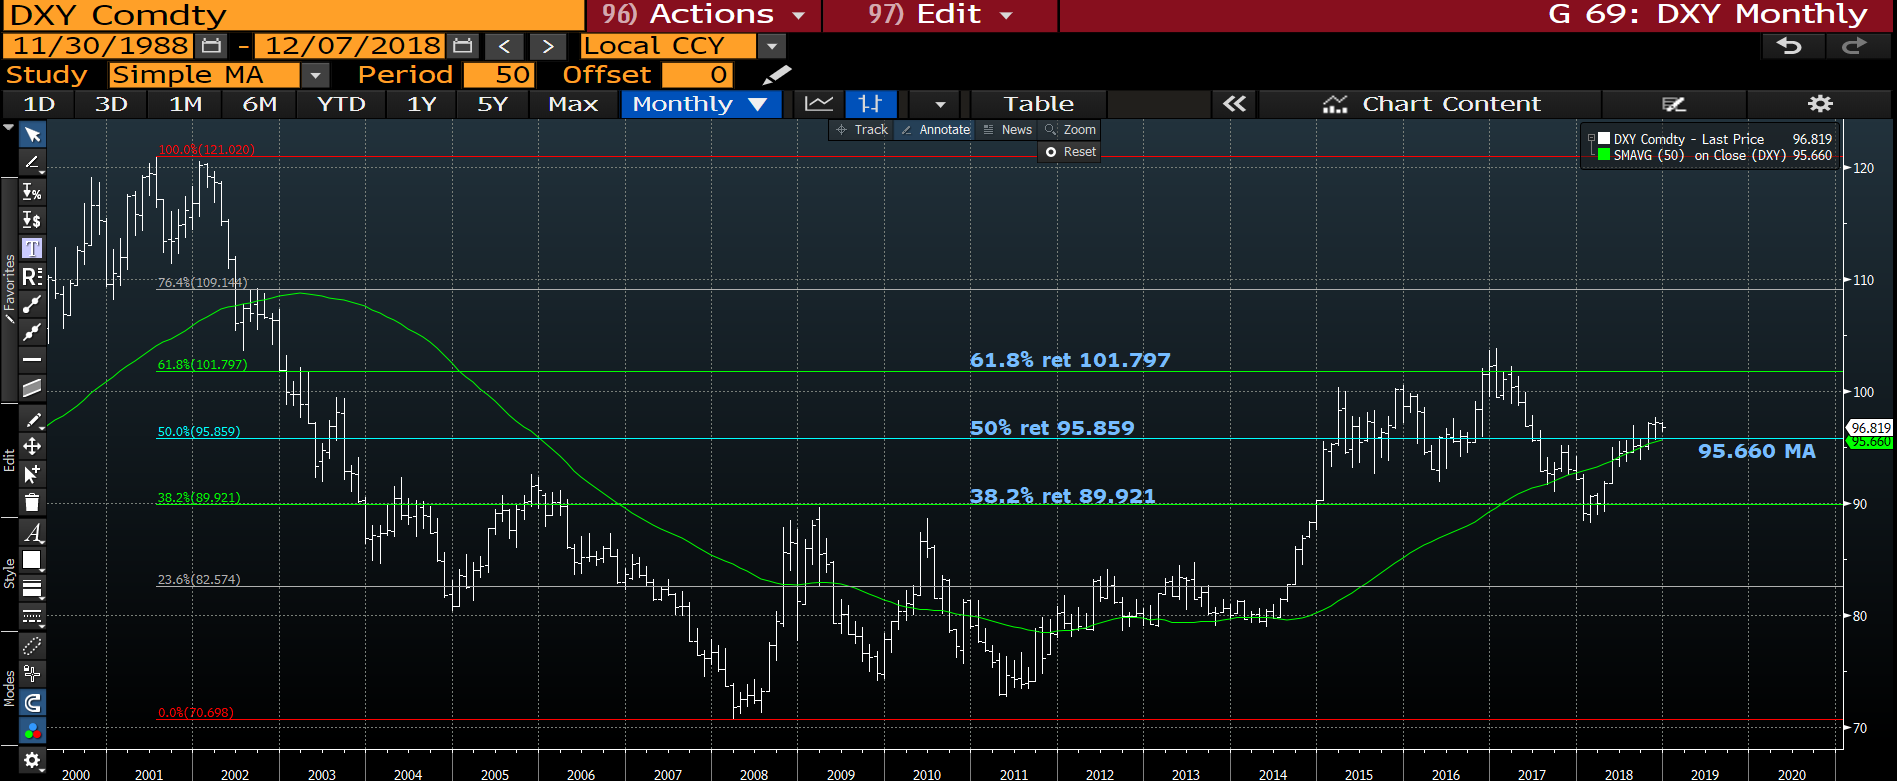 DXY Comdty 96) Actions 97) Edit G 69: DXY Monthly
11/30/1988 - 12/07/2018 < > Local CCY
Study Simple MA Period 50 Offset 0
1D 3D 1M 6M YTD 1Y 5Y Max Monthly Table Chart Content
Track Annotate News Zoom
Reset
DXY Comdty - Last Price 96.819
SMAVG (50) on Close (DXY) 95.660
100.0%(121.020)
76.4%(109.144)
61.8%(101.797)
61.8% ret 101.797
50.0%(95.859)
50% ret 95.859
95.660 MA
38.2%(89.921)
38.2% ret 89.921
23.6%(82.574)
0.0%(70.698)
120
110
100
96.819
95.660
90
80
70
%
$
T
R
A
Favorites
Edit
Style
Modes
2000 2001 2002 2003 2004 2005 2006 2007 2008 2009 2010 2011 2012 2013 2014 2015 2016 2017 2018 2019 2020